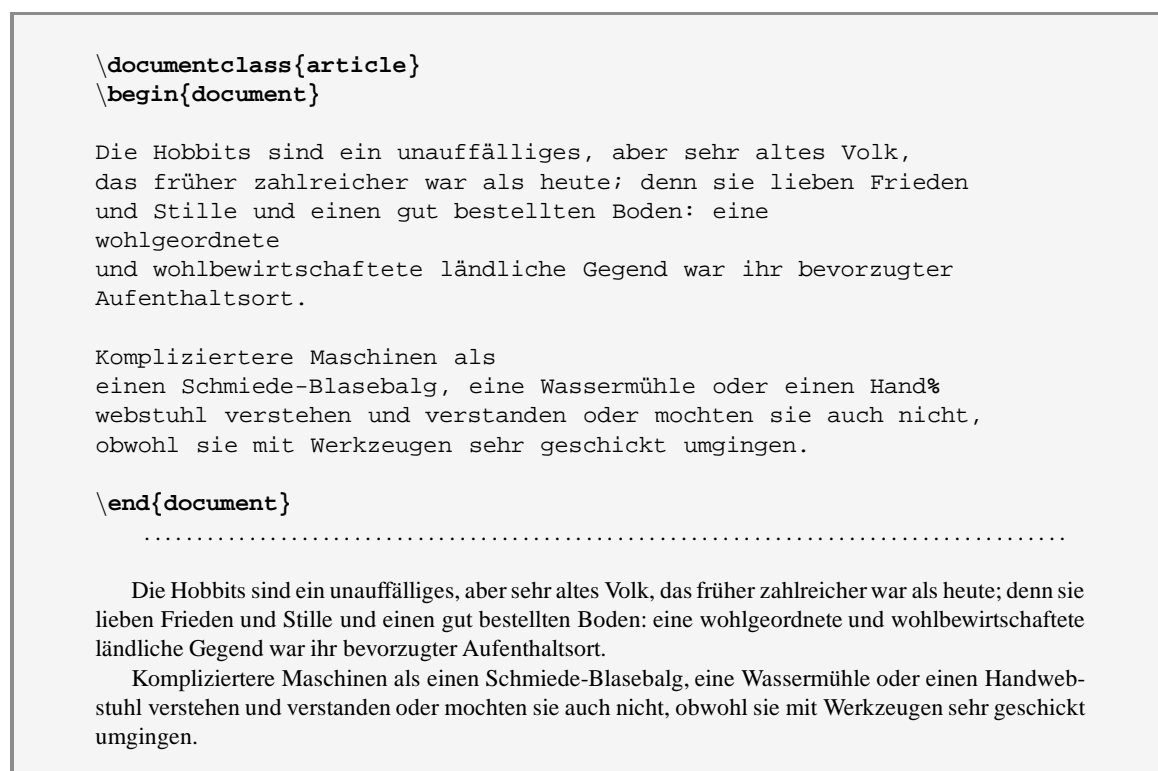 \documentclass{article}
\begin{document}
Die Hobbits sind ein unauffälliges, aber sehr altes Volk,
das früher zahlreicher war als heute; denn sie lieben Frieden
und Stille und einen gut bestellten Boden: eine
wohlgeordnete
und wohlbewirtschaftete ländliche Gegend war ihr bevorzugter
Aufenthaltsort.
Kompliziertere Maschinen als
einen Schmiede-Blasebalg, eine Wassermühle oder einen Hand%
webstuhl verstehen und verstanden oder mochten sie auch nicht,
obwohl sie mit Werkzeugen sehr geschickt umgingen.
\end{document}
Die Hobbits sind ein unauffälliges, aber sehr altes Volk, das früher zahlreicher war als heute; denn sie
lieben Frieden und Stille und einen gut bestellten Boden: eine wohlgeordnete und wohlbewirtschaftete
ländliche Gegend war ihr bevorzugter Aufenthaltsort.
Kompliziertere Maschinen als einen Schmiede-Blasebalg, eine Wassermühle oder einen Handweb-
stuhl verstehen und verstanden oder mochten sie auch nicht, obwohl sie mit Werkzeugen sehr geschickt
umgingen.